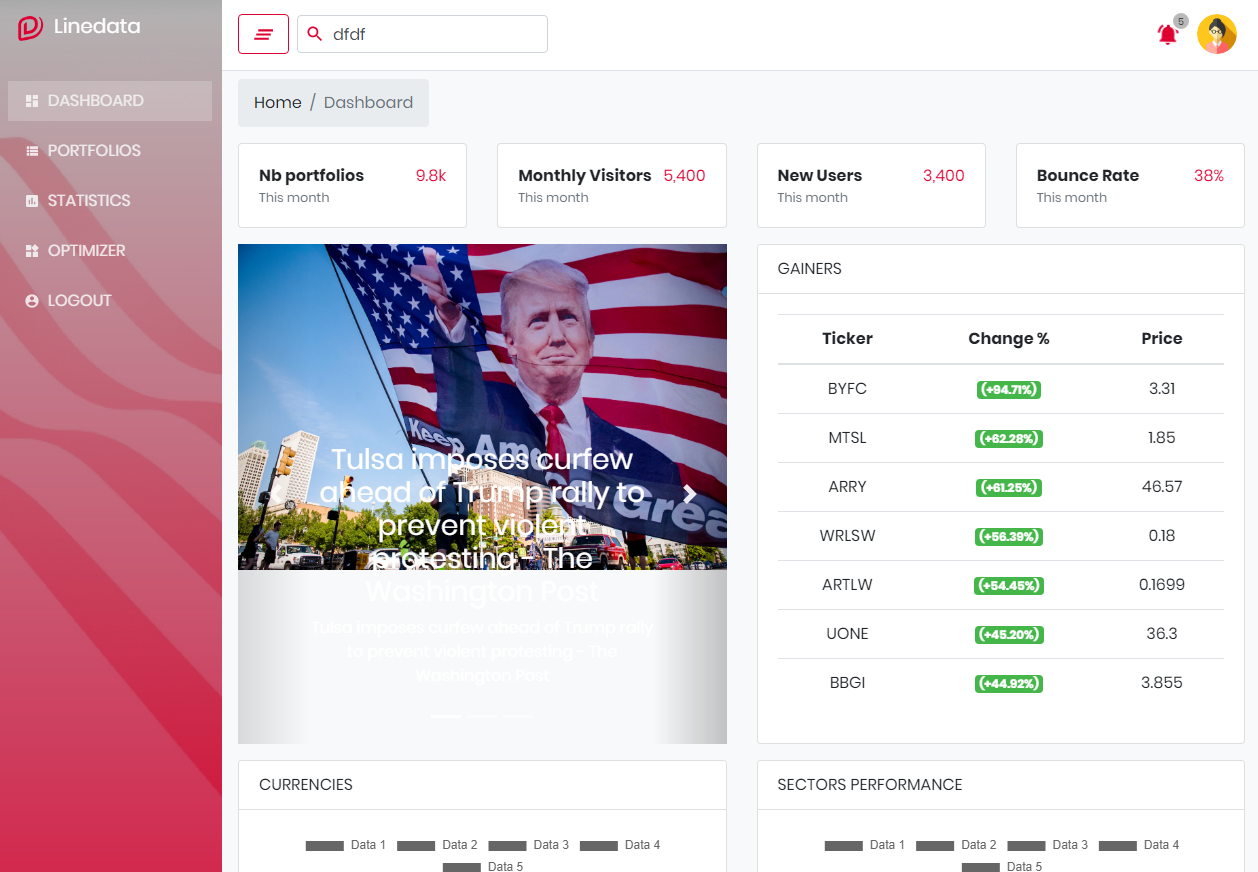 Linedata
dfdf
5
DASHBOARD
PORTFOLIOS
STATISTICS
OPTIMIZER
LOGOUT
Home / Dashboard
Nb portfolios 9.8k
This month
Monthly Visitors 5,400
This month
New Users 3,400
This month
Bounce Rate 38%
This month
Keep Ame
Great
Tulsa imposes curfew
ahead of Trump rally to
prevent violent
protesting - The
Washington Post
Tulsa imposes curfew ahead of Trump rally
to prevent violent protesting - The
Washington Post
GAINERS
Ticker Change % Price
BYFC (+94.71%) 3.31
MTSL (+62.28%) 1.85
ARRY (+61.25%) 46.57
WRLSW (+56.39%) 0.18
ARTLW (+54.45%) 0.1699
UONE (+45.20%) 36.3
BBGI (+44.92%) 3.855
CURRENCIES
Data 1 Data 2 Data 3 Data 4
Data 5
SECTORS PERFORMANCE
Data 1 Data 2 Data 3 Data 4
Data 5